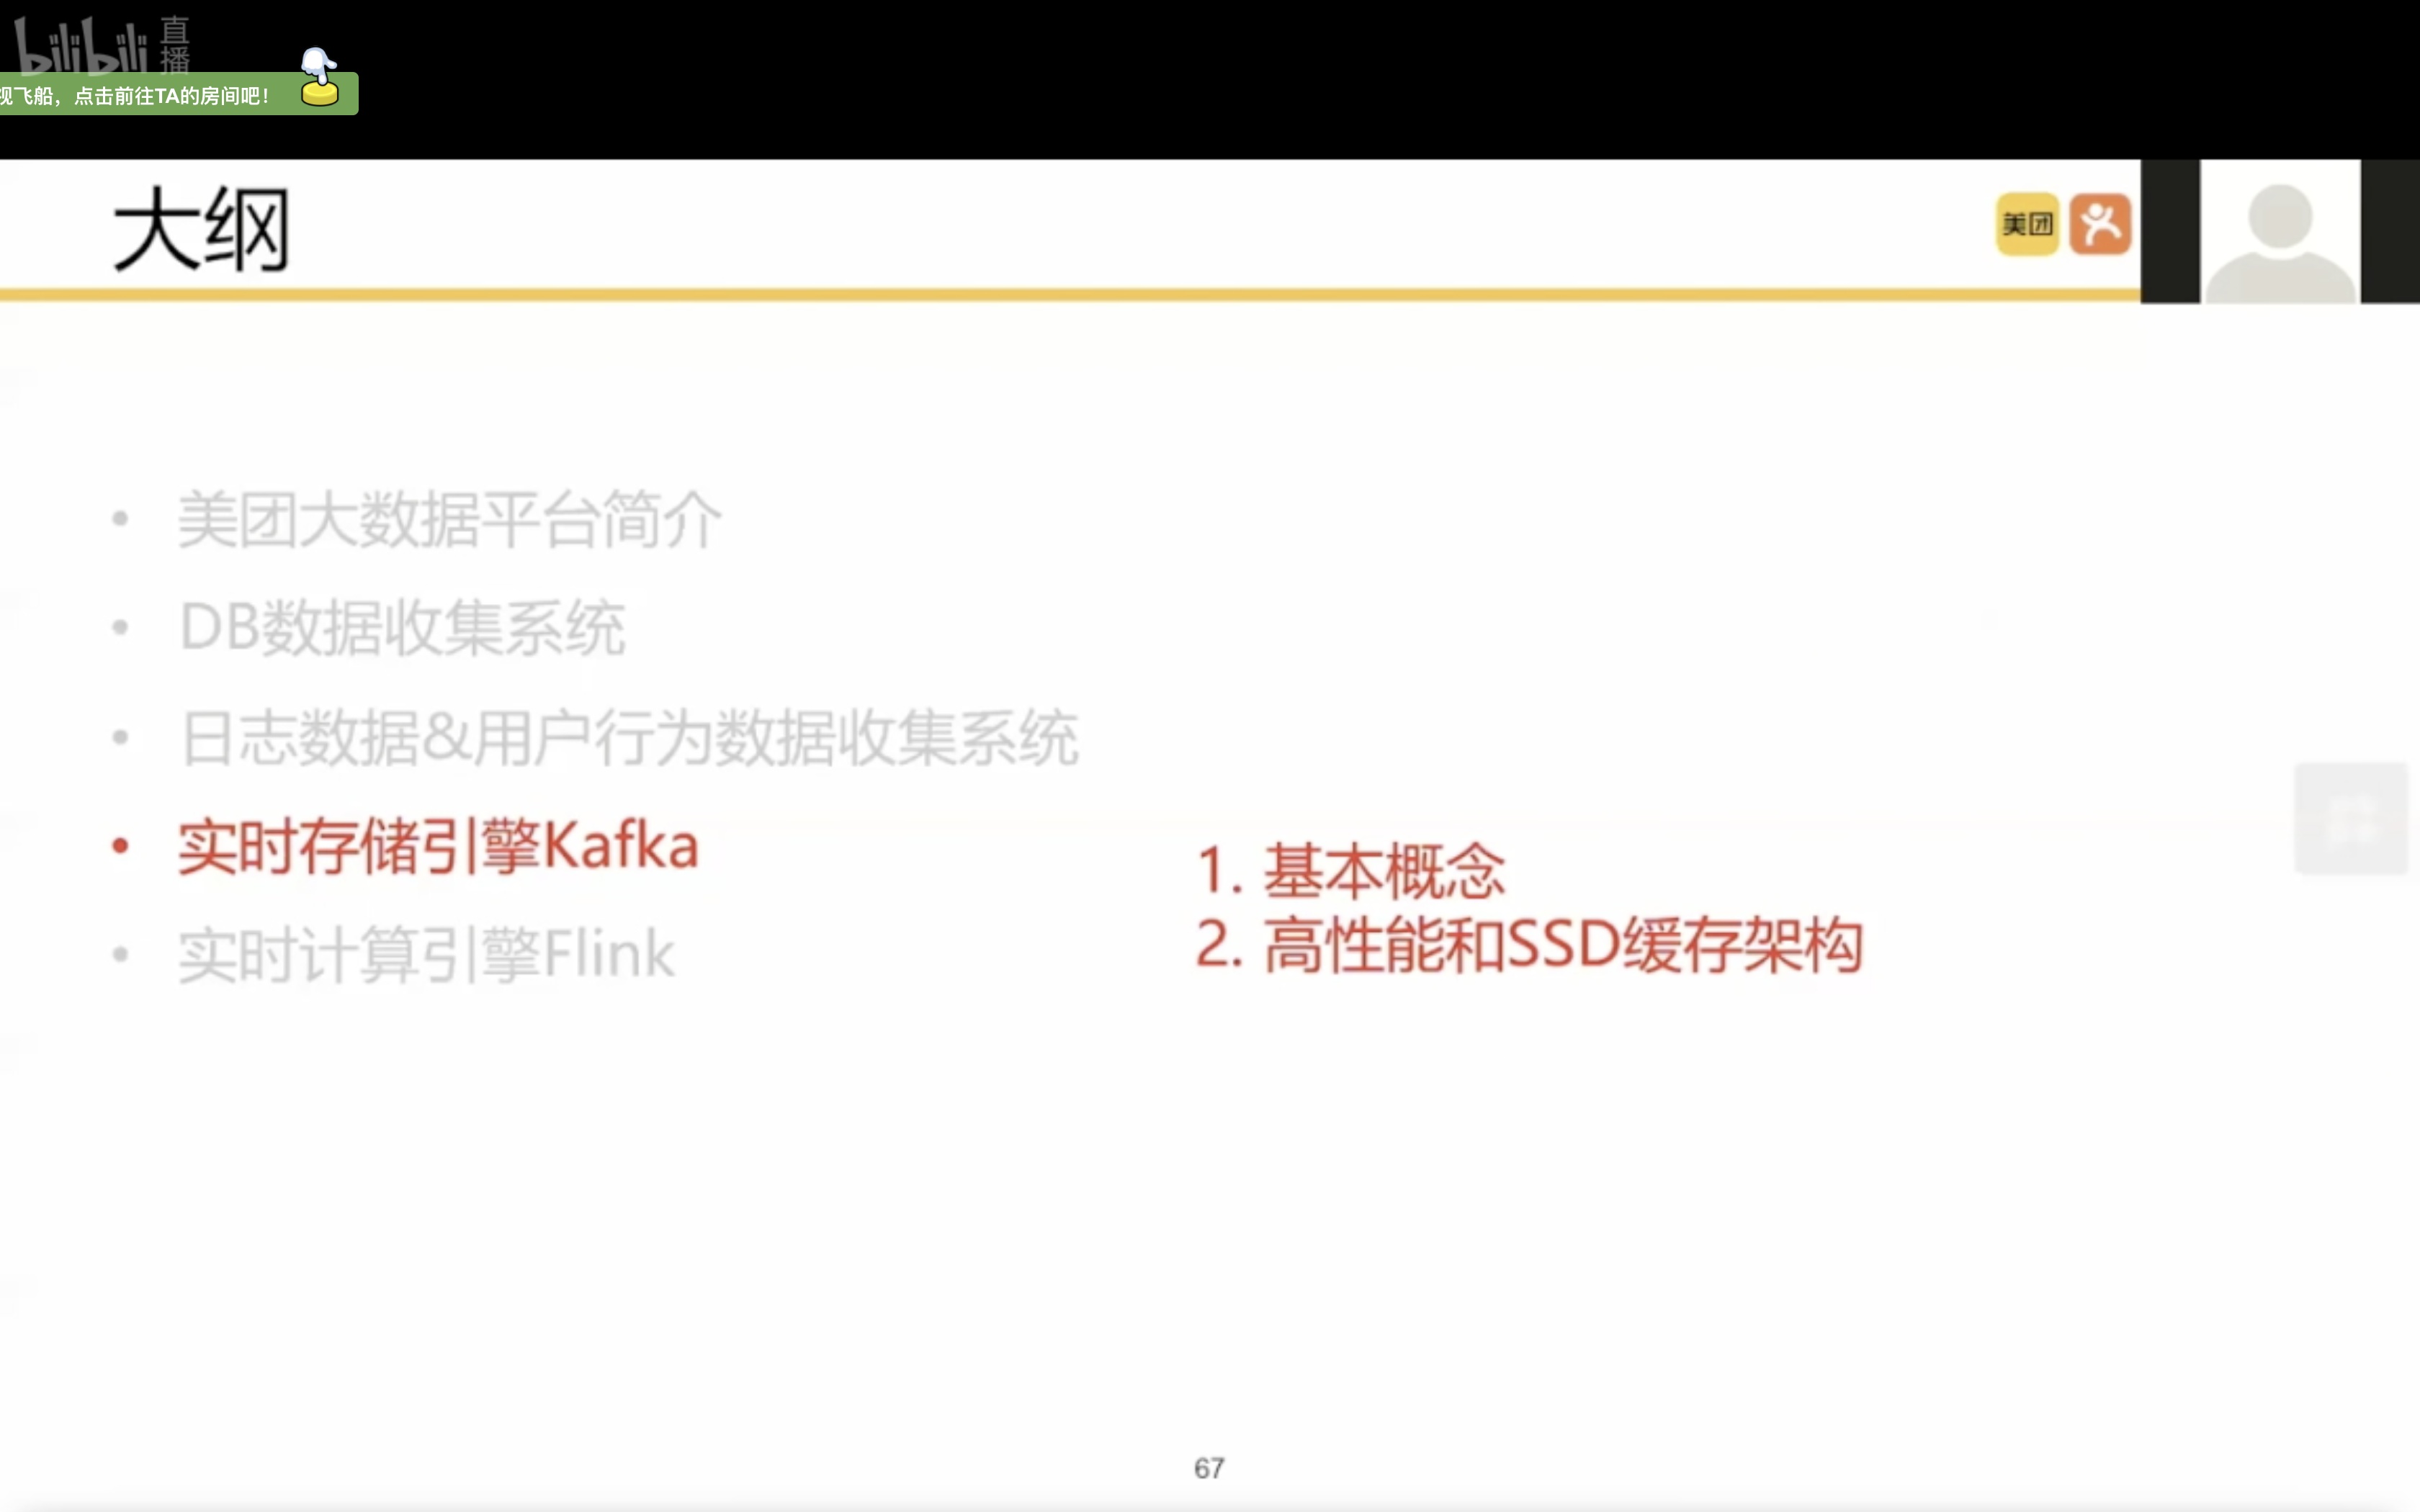 bilibili 直播
视飞船，点击前往TA的房间吧！
大纲
美团
• 美团大数据平台简介
• DB数据收集系统
• 日志数据&用户行为数据收集系统
• 实时存储引擎Kafka
1. 基本概念
2. 高性能和SSD缓存架构
• 实时计算引擎Flink
67